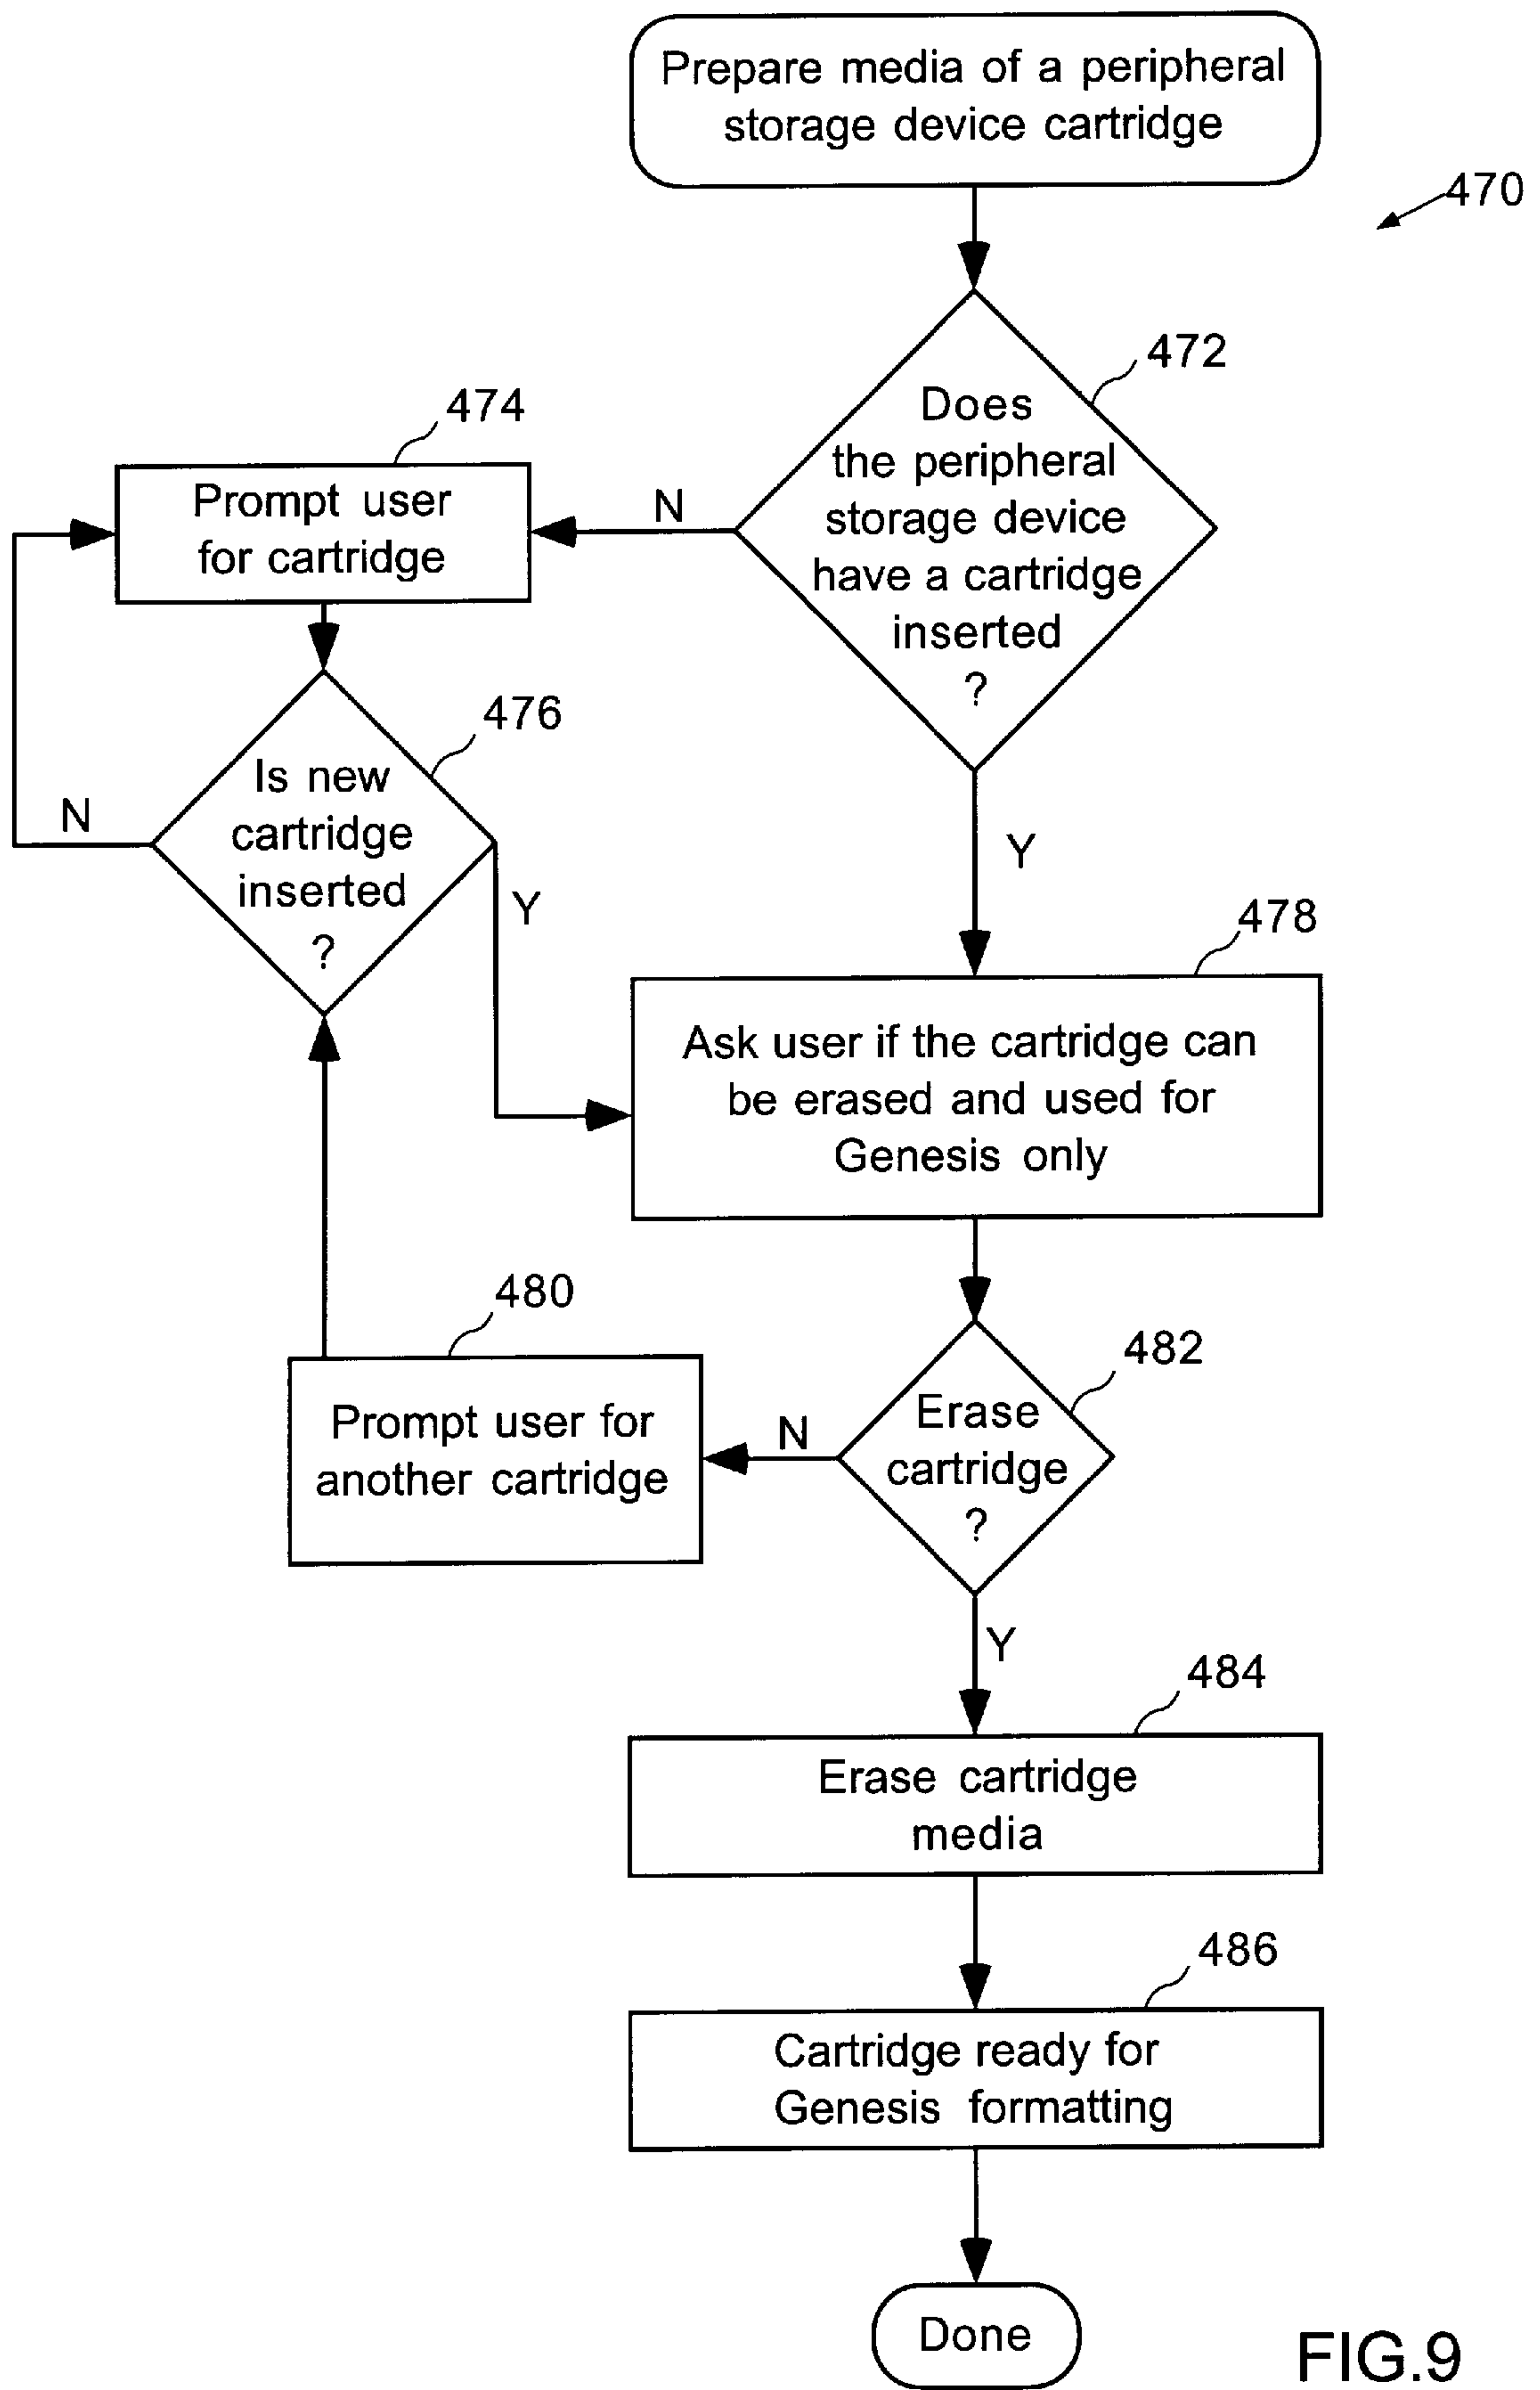 Prepare media of a peripheral
storage device cartridge
470
472
Does
the peripheral
storage device
have a cartridge
inserted
?
N
Y
474
Prompt user
for cartridge
476
Is new
cartridge
inserted
?
N
Y
478
Ask user if the cartridge can
be erased and used for
Genesis only
480
Prompt user for
another cartridge
482
Erase
cartridge
?
N
Y
484
Erase cartridge
media
486
Cartridge ready for
Genesis formatting
Done
FIG.9